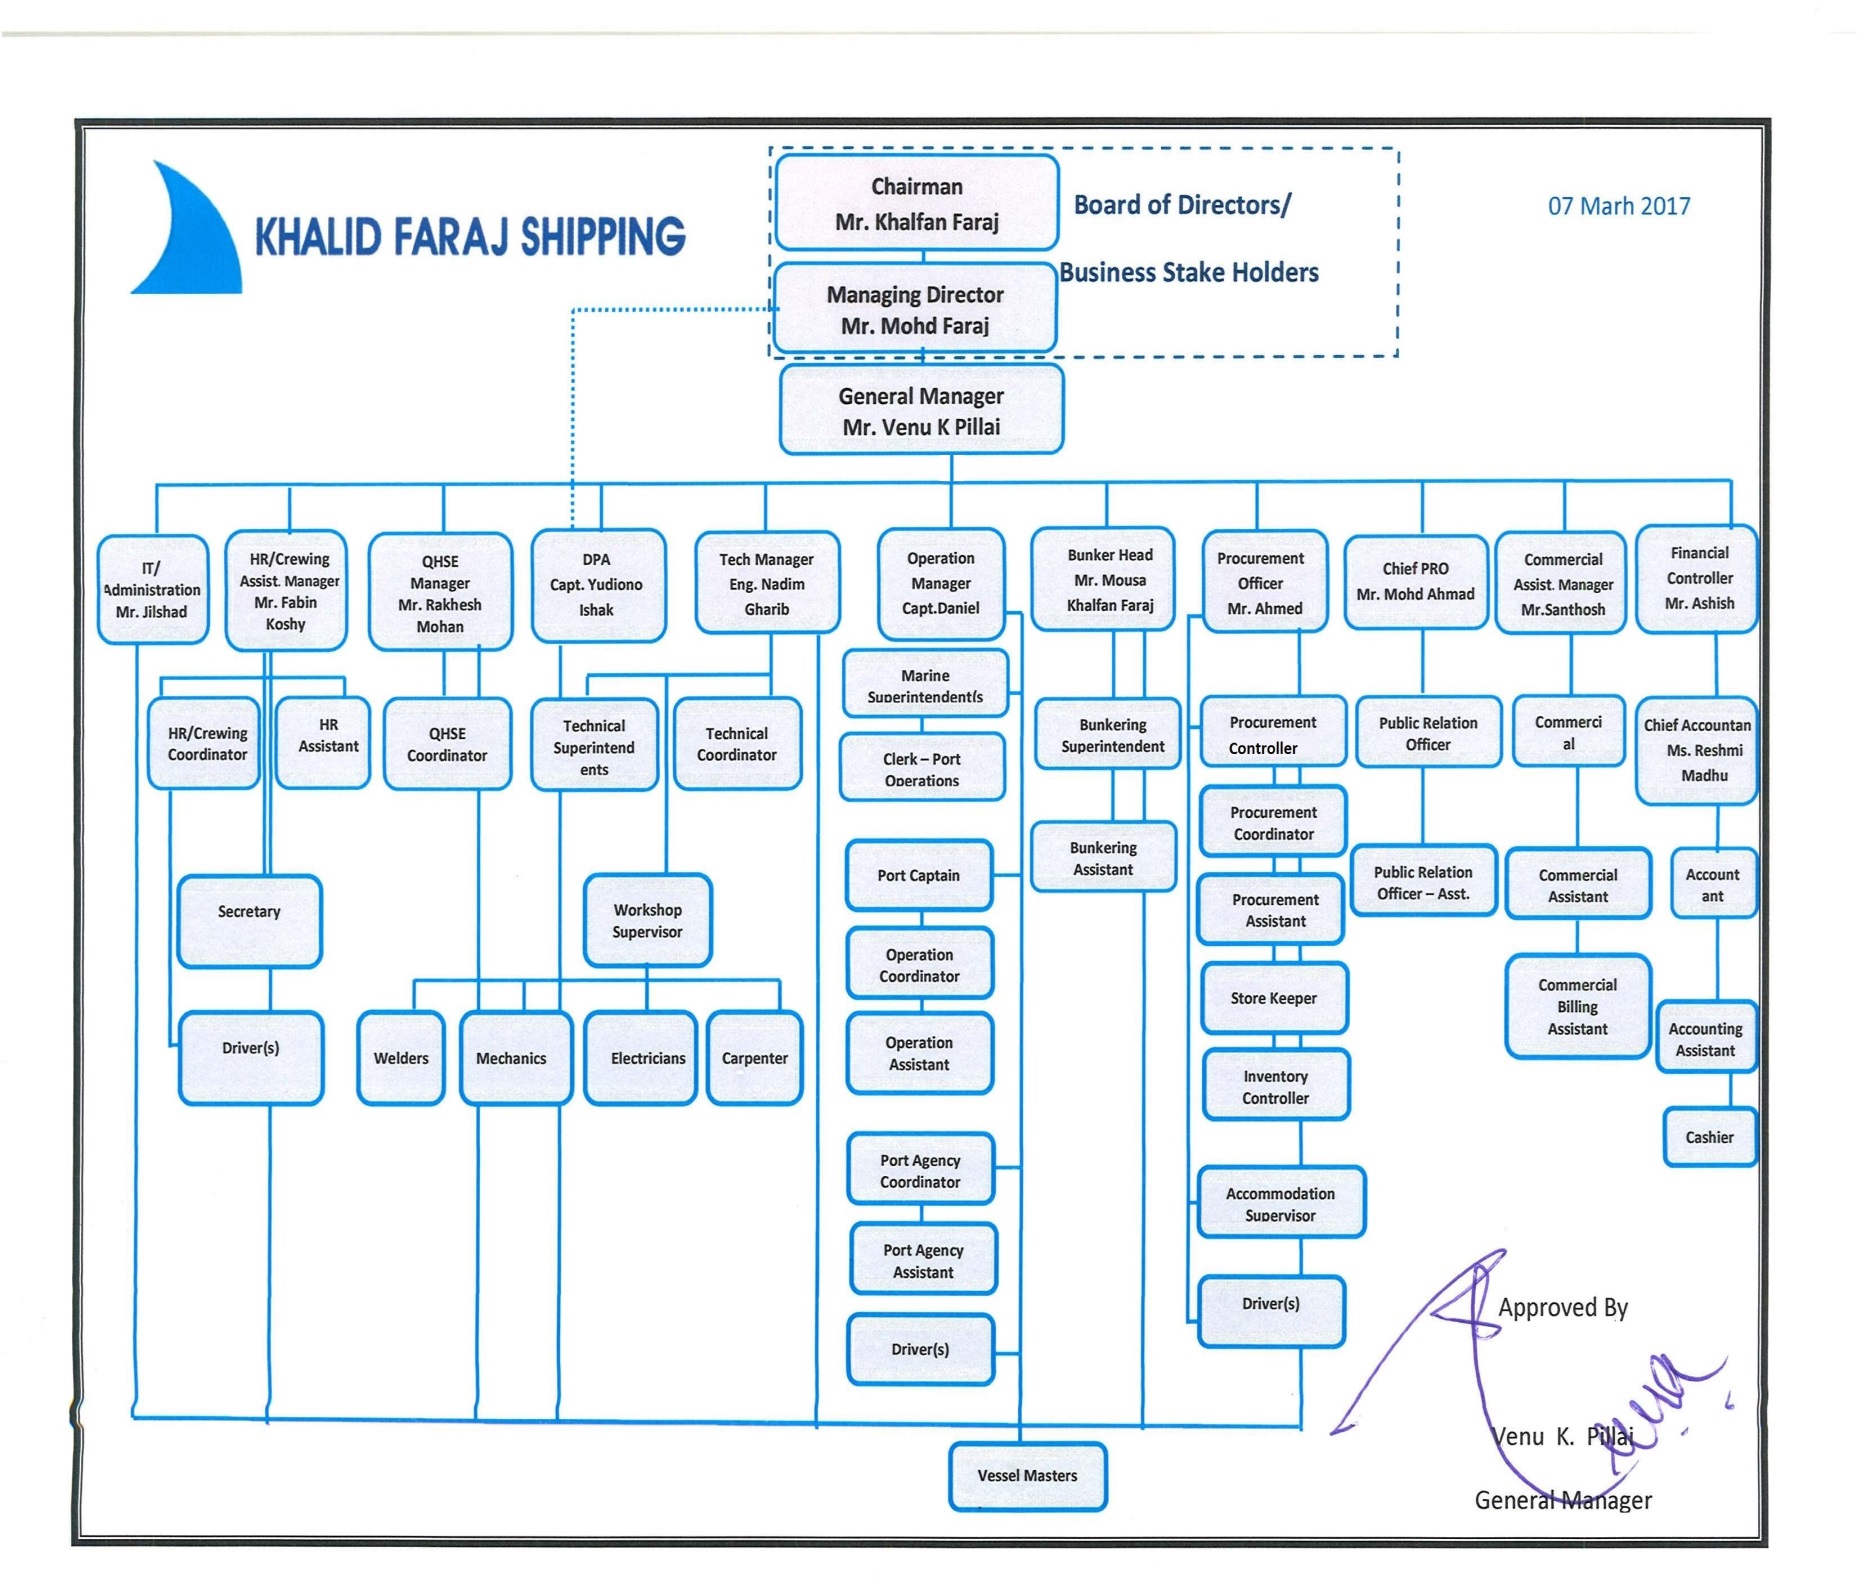 KHALID FARAJ SHIPPING
Chairman
Mr. Khalfan Faraj
Board of Directors/
Business Stake Holders
07 Marh 2017
Managing Director
Mr. Mohd Faraj
General Manager
Mr. Venu K Pillai
IT/
Administration
Mr. Jilshad
HR/Crewing
Assist. Manager
Mr. Fabin
Koshy
QHSE
Manager
Mr. Rakhesh
Mohan
DPA
Capt. Yudiono
Ishak
Tech Manager
Eng. Nadim
Gharib
Operation
Manager
Capt.Daniel
Bunker Head
Mr. Mousa
Khalfan Faraj
Procurement
Officer
Mr. Ahmed
Chief PRO
Mr. Mohd Ahmad
Commercial
Assist. Manager
Mr.Santhosh
Financial
Controller
Mr. Ashish
HR/Crewing
Coordinator
HR
Assistant
QHSE
Coordinator
Technical
Superintend
ents
Technical
Coordinator
Marine
Superintendent(s
Clerk – Port
Operations
Bunkering
Superintendent
Procurement
Controller
Public Relation
Officer
Commerci
al
Chief Accountan
Ms. Reshmi
Madhu
Procurement
Coordinator
Bunkering
Assistant
Port Captain
Public Relation
Officer – Asst.
Commercial
Assistant
Account
ant
Secretary
Workshop
Supervisor
Procurement
Assistant
Operation
Coordinator
Store Keeper
Commercial
Billing
Assistant
Driver(s)
Welders
Mechanics
Electricians
Carpenter
Operation
Assistant
Inventory
Controller
Accounting
Assistant
Cashier
Port Agency
Coordinator
Accommodation
Supervisor
Port Agency
Assistant
Driver(s)
Driver(s)
Approved By
Venu K. Pillai
General Manager
Vessel Masters